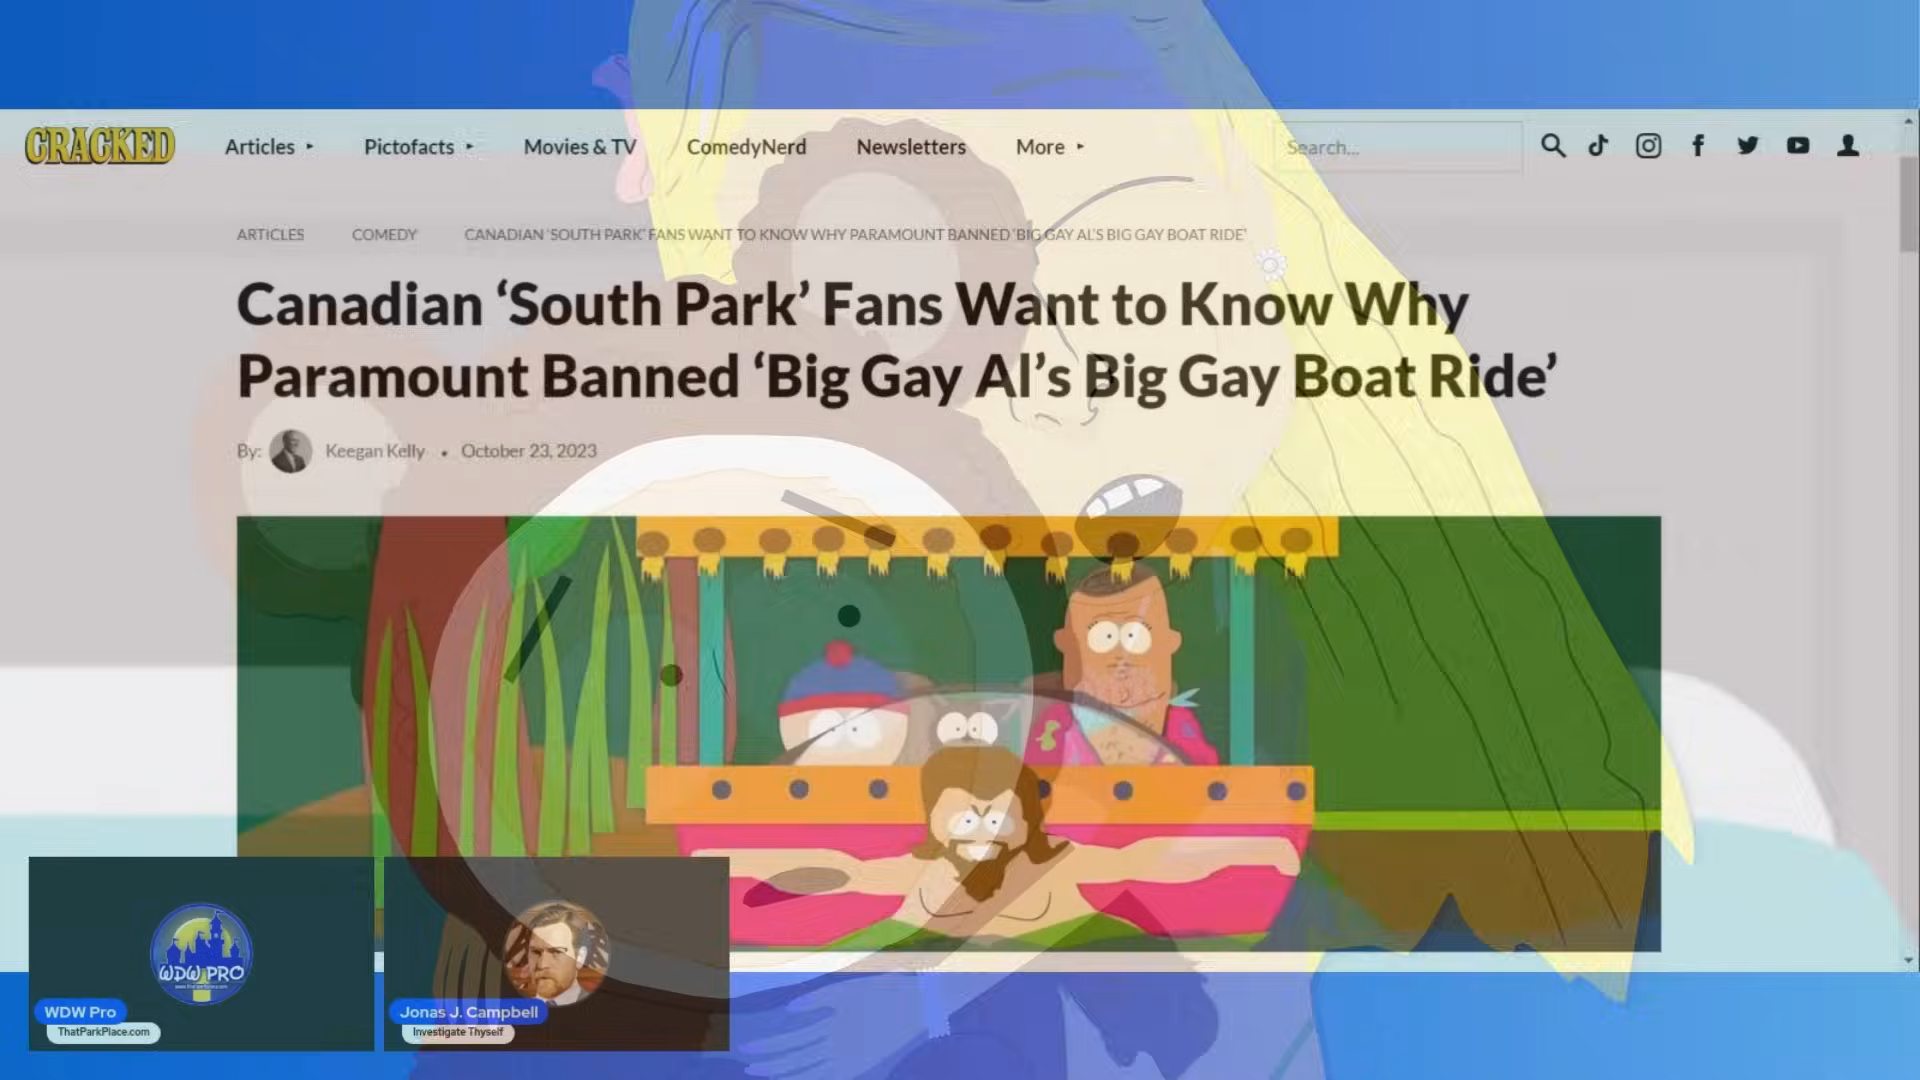 CRACKED
Articles
Pictofacts
Movies & TV
ComedyNerd
Newsletters
More
Search...
ARTICLES
COMEDY
CANADIAN 'SOUTH PARK' FANS WANT TO KNOW WHY PARAMOUNT BANNED 'BIG GAY AL'S BIG GAY BOAT RIDE'
Canadian ‘South Park’ Fans Want to Know Why
Paramount Banned ‘Big Gay Al’s Big Gay Boat Ride’
By: Keegan Kelly • October 23, 2023
WDW PRO
WDW Pro
ThatParkPlace.com
Jonas J. Campbell
Investigate Thyself